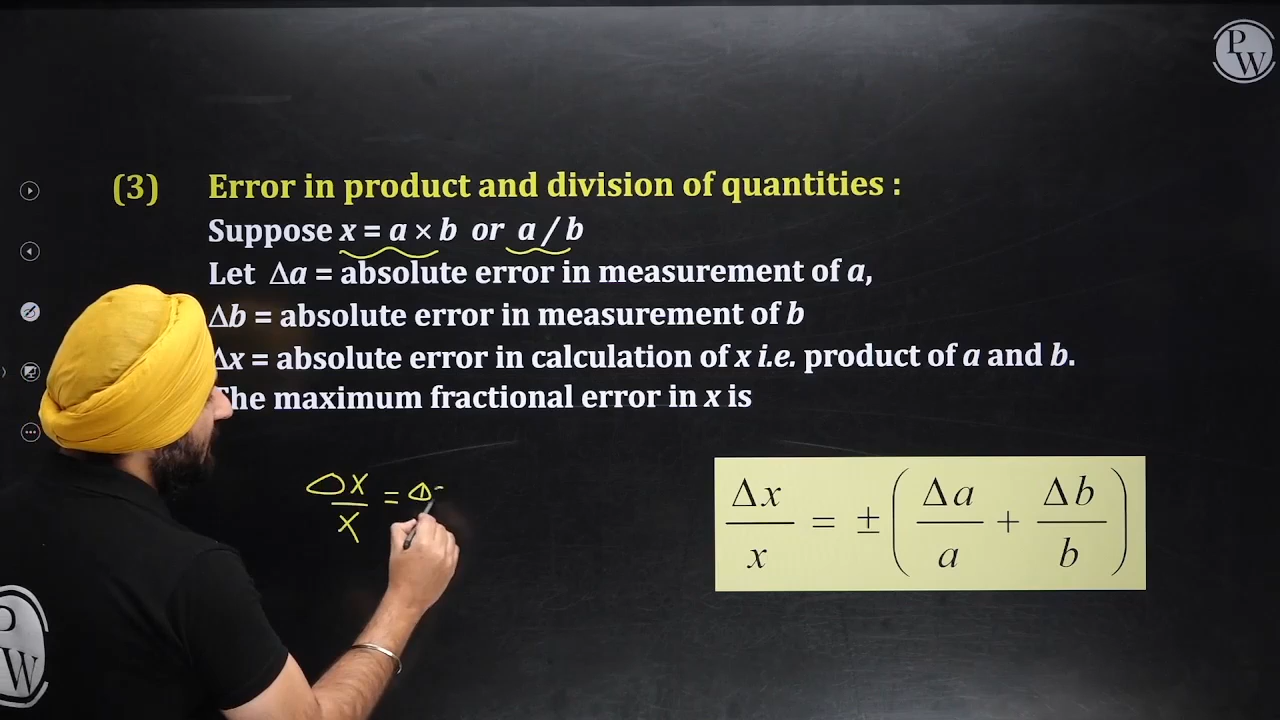 PW
(3) Error in product and division of quantities :
Suppose x = a × b or a / b
Let Δa = absolute error in measurement of a,
Δb = absolute error in measurement of b
Δx = absolute error in calculation of x i.e. product of a and b.
The maximum fractional error in x is
Δx/x = Δ
Δx/x = ±(Δa/a + Δb/b)
PW